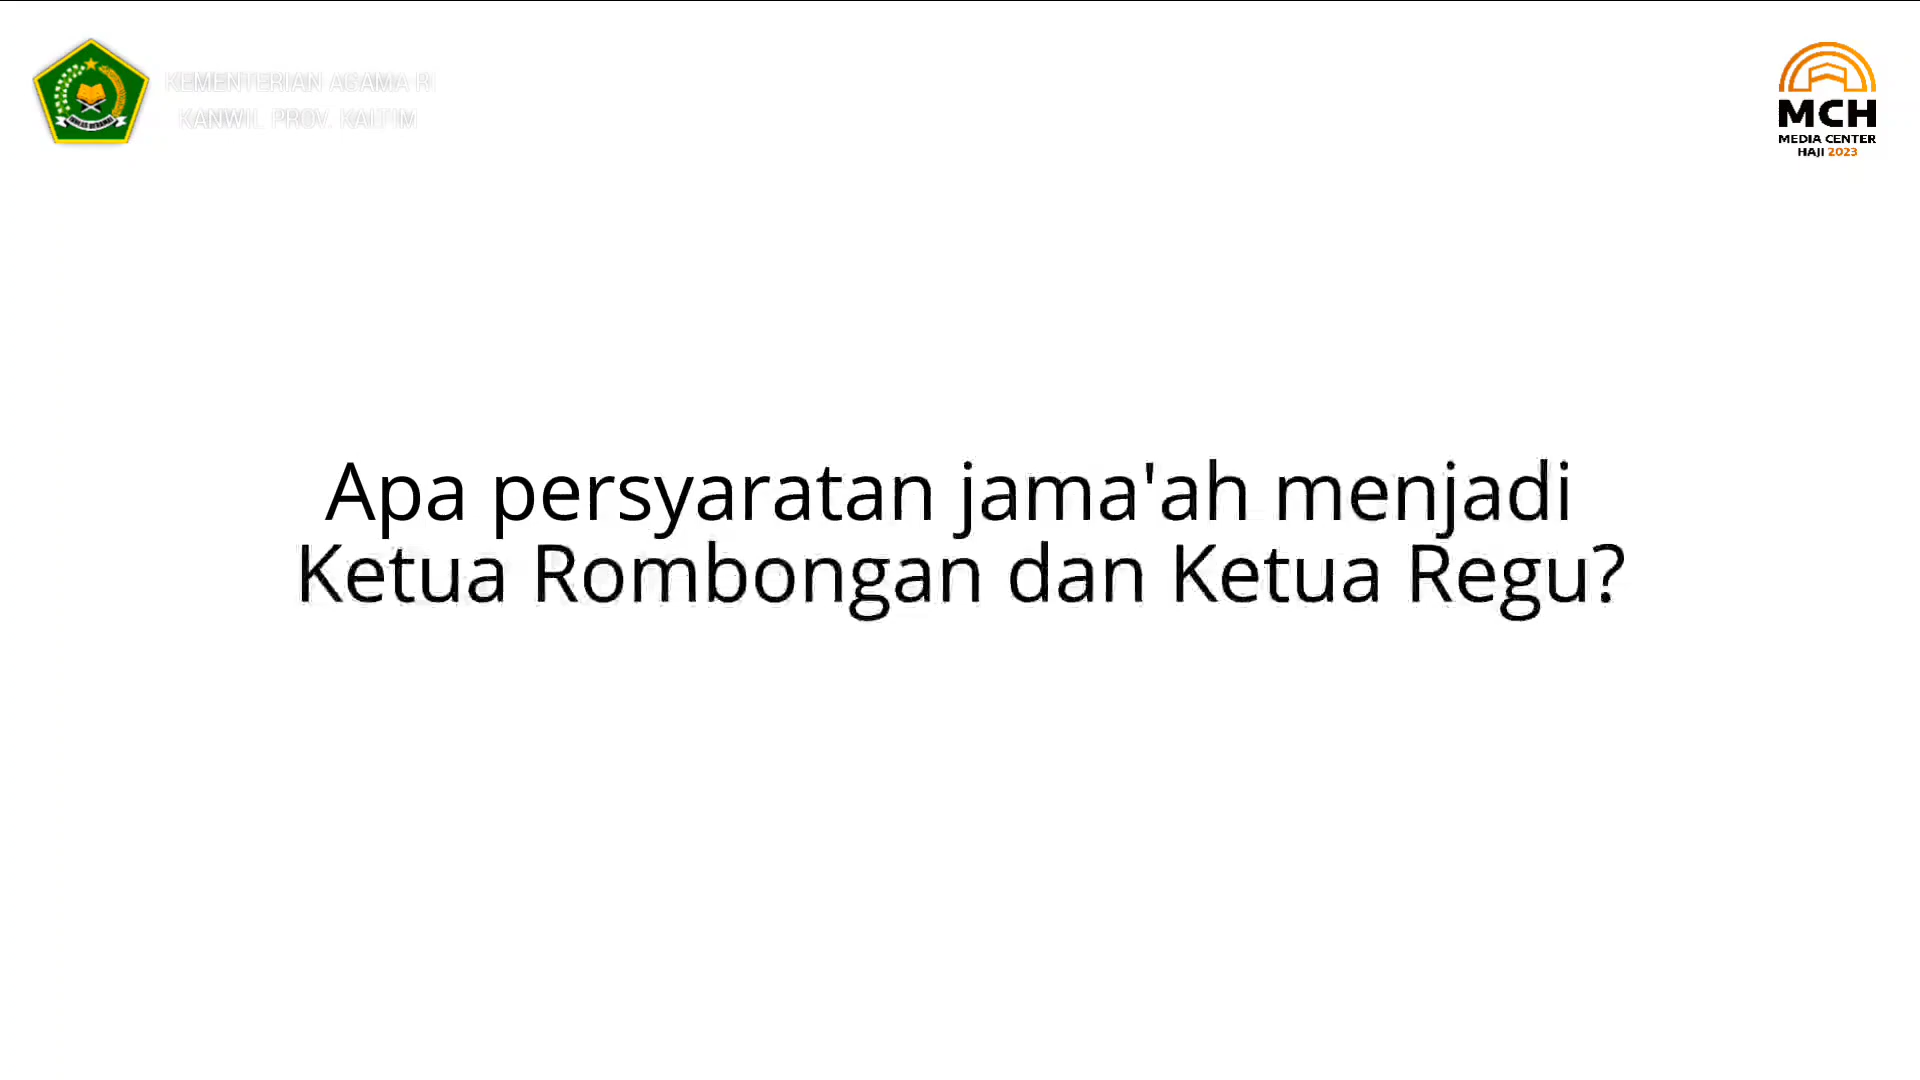 KEMENTERIAN AGAMA RI
KANWIL PROV. KALTIM
MCH
MEDIA CENTER
HAJI 2023
Apa persyaratan jama'ah menjadi
Ketua Rombongan dan Ketua Regu?